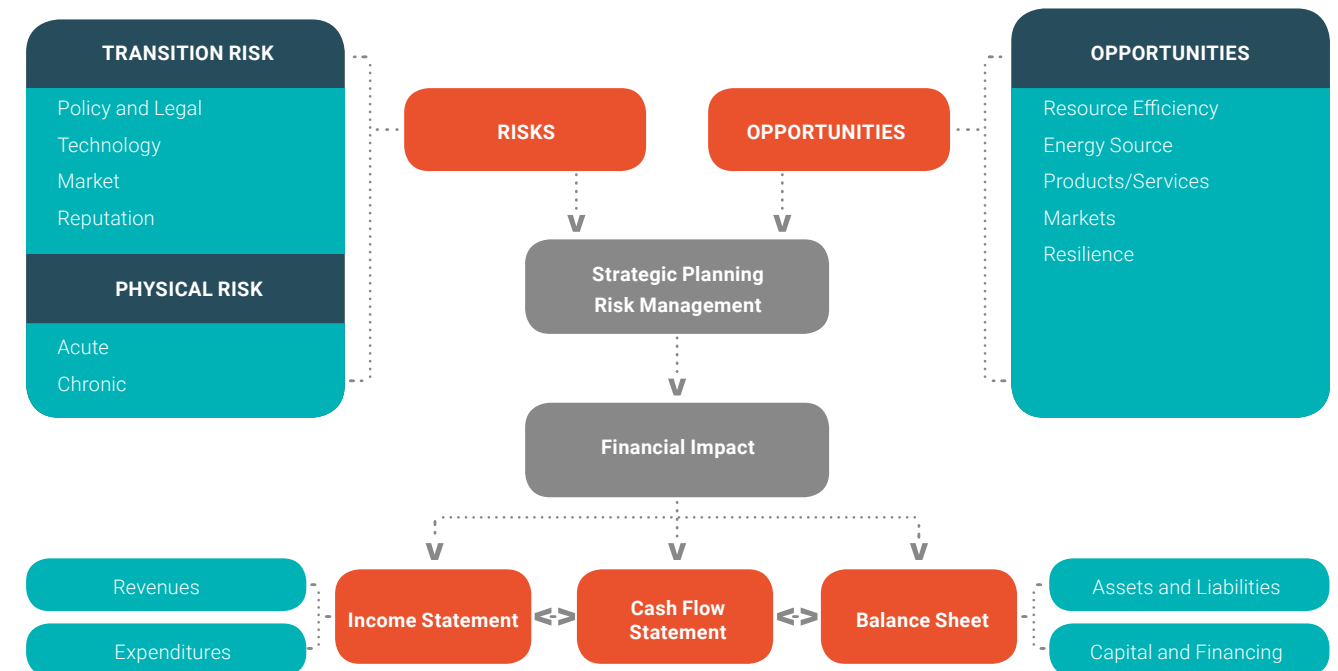 TRANSITION RISK
Policy and Legal
Technology
Market
Reputation
PHYSICAL RISK
Acute
Chronic
RISKS
OPPORTUNITIES
OPPORTUNITIES
Resource Efficiency
Energy Source
Products/Services
Markets
Resilience
Strategic Planning
Risk Management
Financial Impact
Revenues
Expenditures
Income Statement
Cash Flow
Statement
Balance Sheet
Assets and Liabilities
Capital and Financing